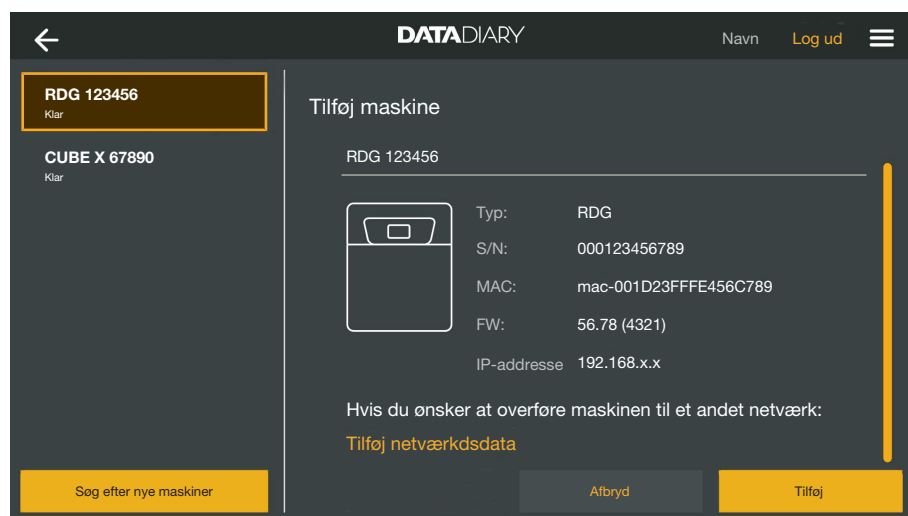 DATADIARY
Navn
Log ud
RDG 123456
Klar
CUBE X 67890
Klar
Søg efter nye maskiner
Tilføj maskine
RDG 123456
Typ: RDG
S/N: 000123456789
MAC: mac-001D23FFFE456C789
FW: 56.78 (4321)
IP-addresse 192.168.x.x
Hvis du ønsker at overføre maskinen til et andet netværk:
Tilføj netværkdsdata
Afbryd
Tilføj